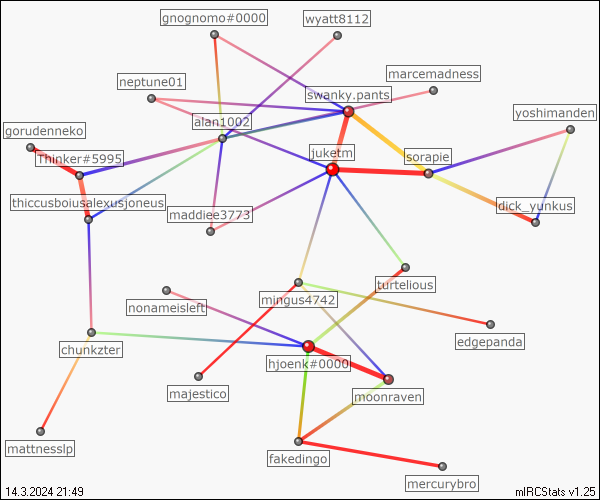 gnognomo#0000
wyatt8112
marcemadness
neptune01
swanky.pants
yoshimanden
alan1002
gorudenneko
juketm
sorapie
Thinker#5995
thiccusboiusalexusjoneus
dick_yunkus
maddiee3773
turtelious
mingus4742
nonameisleft
edgepanda
chunkzter
hjoenk#0000
majestico
moonraven
mattnesslp
fakedingo
mercurybro
14.3.2024 21:49
mIRCStats v1.25